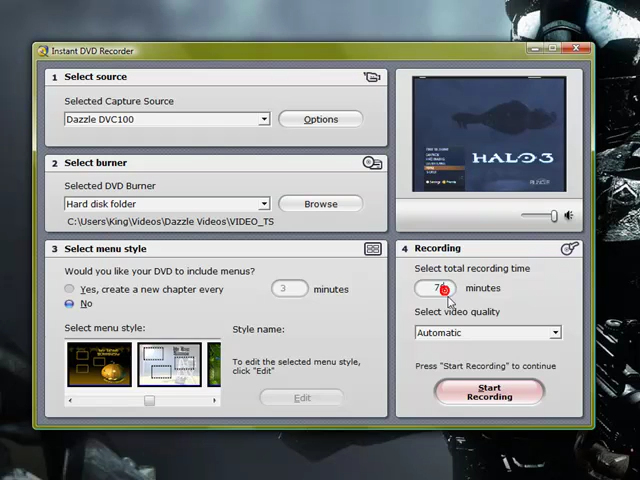 Instant DVD Recorder
1 Select source
Selected Capture Source
Dazzle DVC100
Options
2 Select burner
Selected DVD Burner
Hard disk folder
Browse
C:\Users\King\Videos\Dazzle Videos\VIDEO_TS
3 Select menu style
Would you like your DVD to include menus?
Yes, create a new chapter every
3
minutes
No
Select menu style:
Style name:
To edit the selected menu style,
click "Edit"
Edit
HALO 3
4 Recording
Select total recording time
minutes
Select video quality
Automatic
Press "Start Recording" to continue
Start
Recording